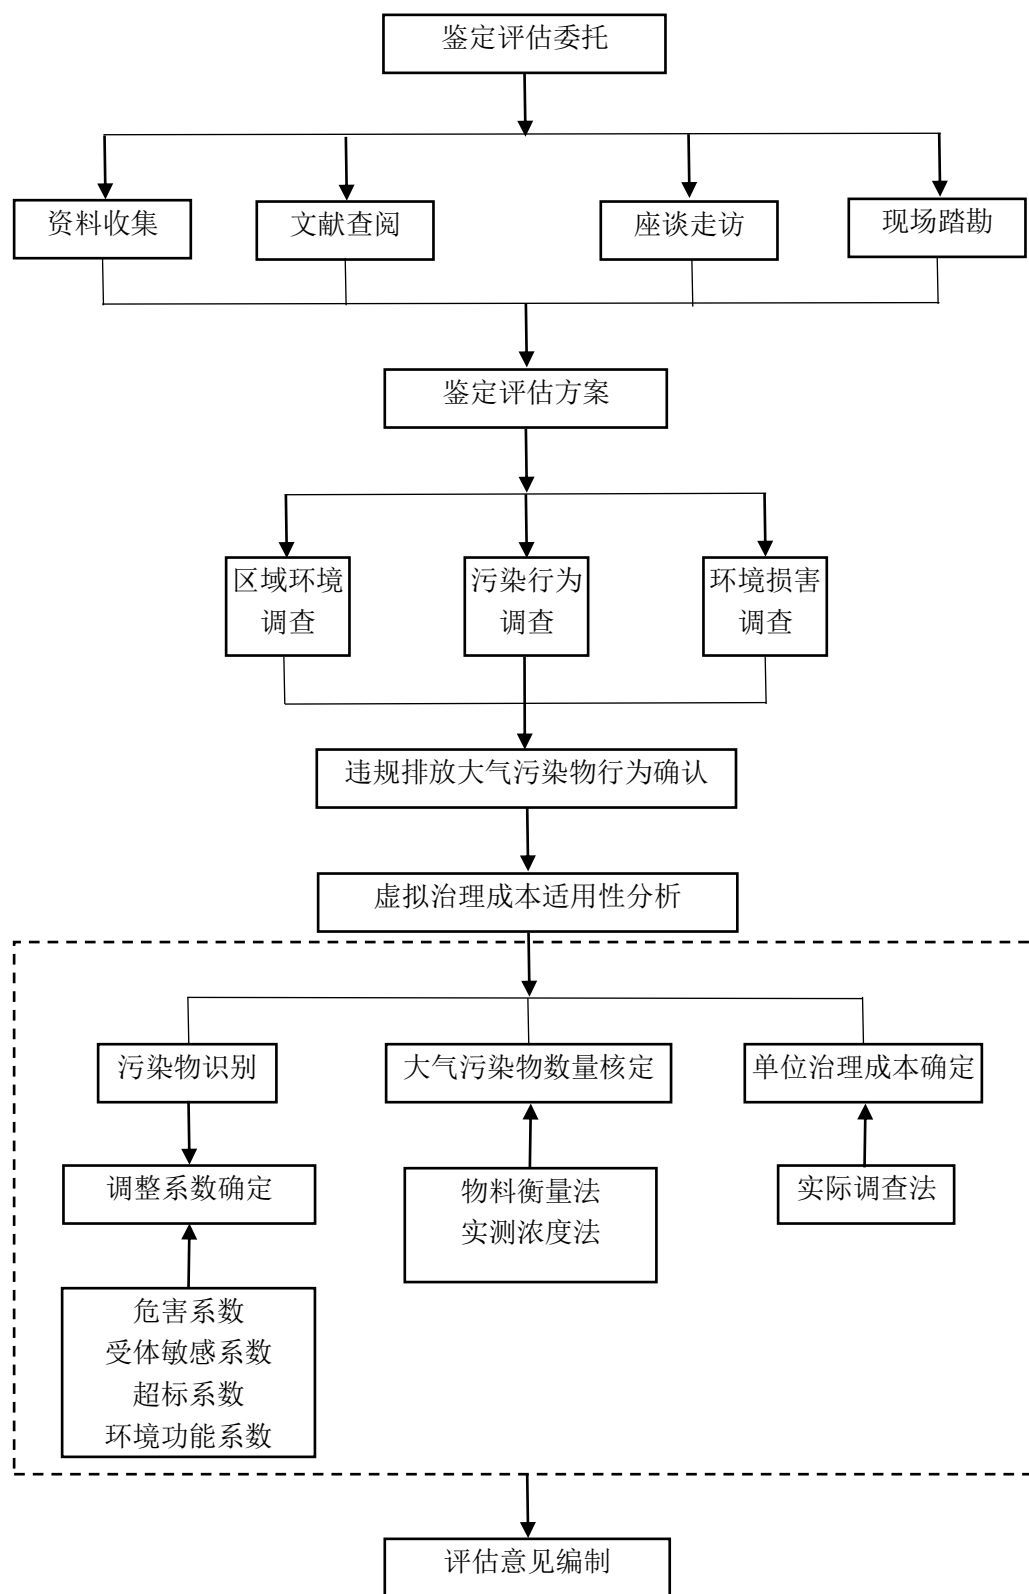 鉴定评估委托
资料收集
文献查阅
座谈走访
现场踏勘
鉴定评估方案
区域环境
调查
污染行为
调查
环境损害
调查
违规排放大气污染物行为确认
虚拟治理成本适用性分析
污染物识别
大气污染物数量核定
单位治理成本确定
调整系数确定
物料衡量法
实测浓度法
实际调查法
危害系数
受体敏感系数
超标系数
环境功能系数
评估意见编制